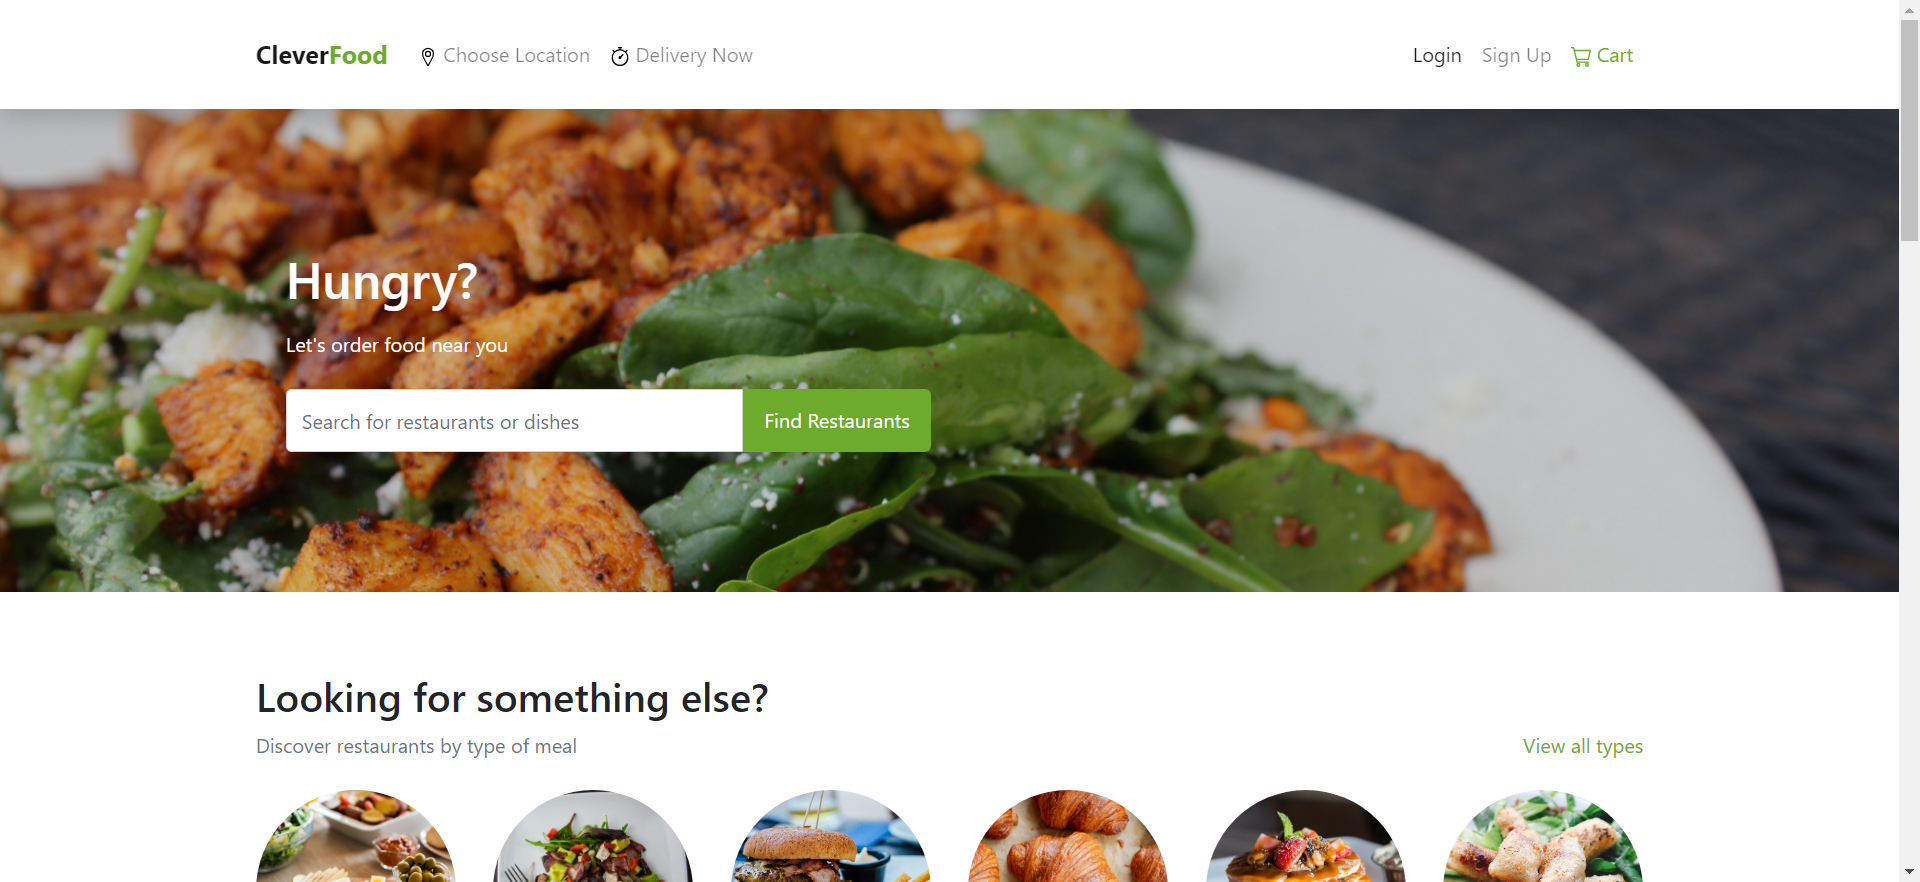 CleverFood Choose Location Delivery Now Login Sign Up Cart
Hungry?
Let's order food near you
Search for restaurants or dishes Find Restaurants
Looking for something else?
Discover restaurants by type of meal View all types